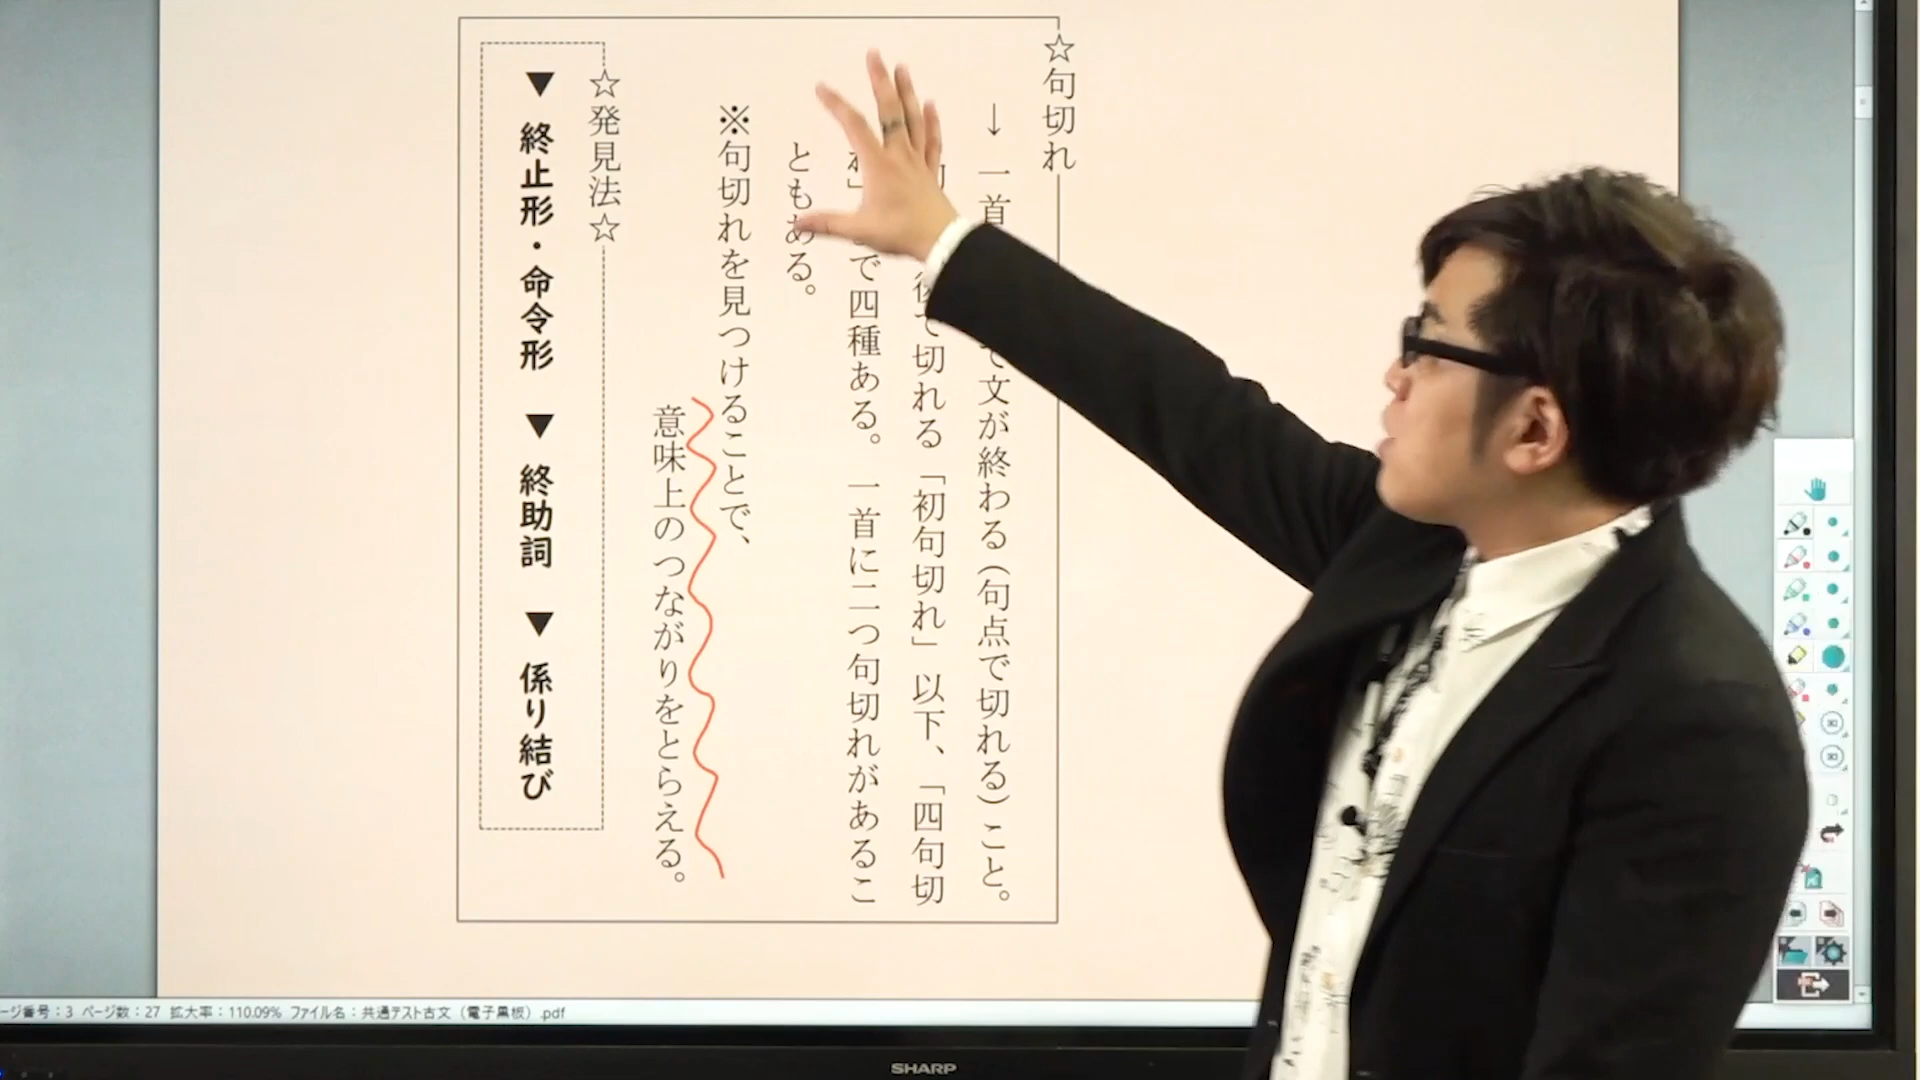 ☆句切れ
→一首
て文が終わる(句点で切れる)こと。
で切れる「初句切れ」以下、「四句切
れ」
で四種ある。一首に二つ句切れがあるこ
ともある。
※句切れを見つけることで、
意味上のつながりをとらえる。
☆発見法☆
▼終止形・命令形 ▼終助詞 ▼係り結び
ージ番号:3 ページ数:27 拡大率:110.09% ファイル名:共通テスト古文(電子黒板).pdf
SHARP